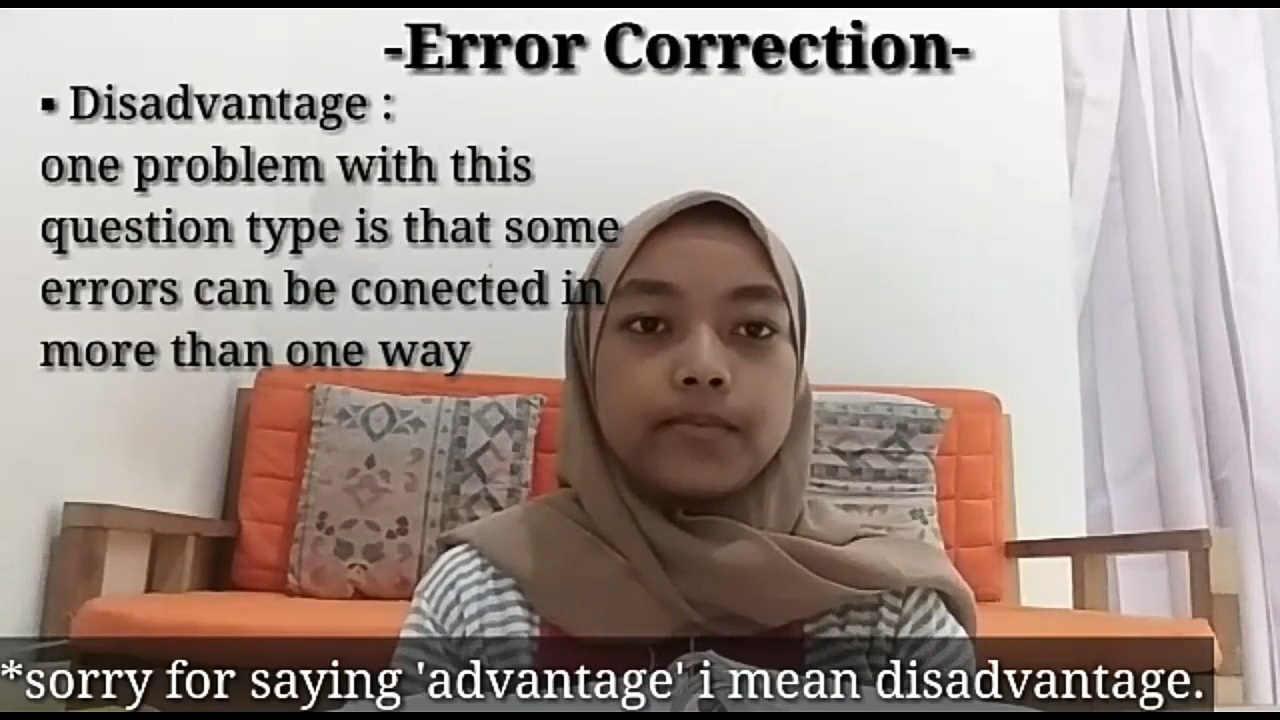 -Error Correction-
▪ Disadvantage :
one problem with this
question type is that some
errors can be conected in
more than one way
*sorry for saying 'advantage' i mean disadvantage.